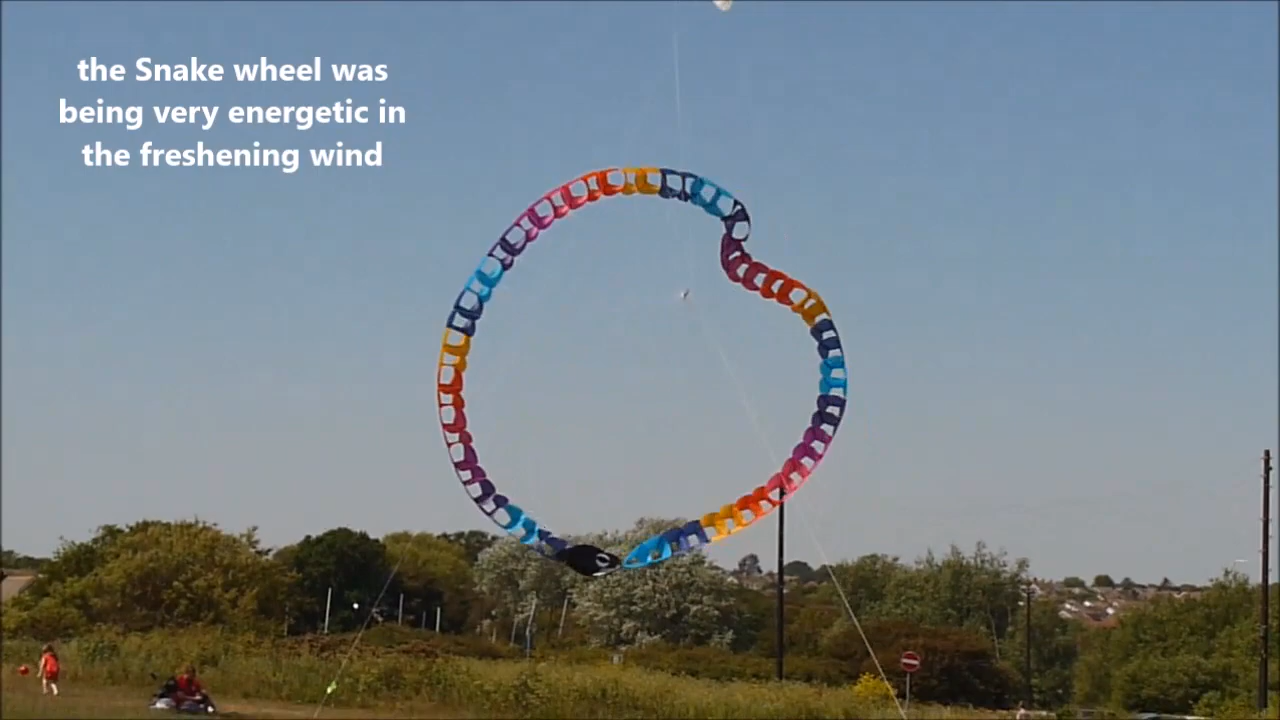 the Snake wheel was
being very energetic in
the freshening wind